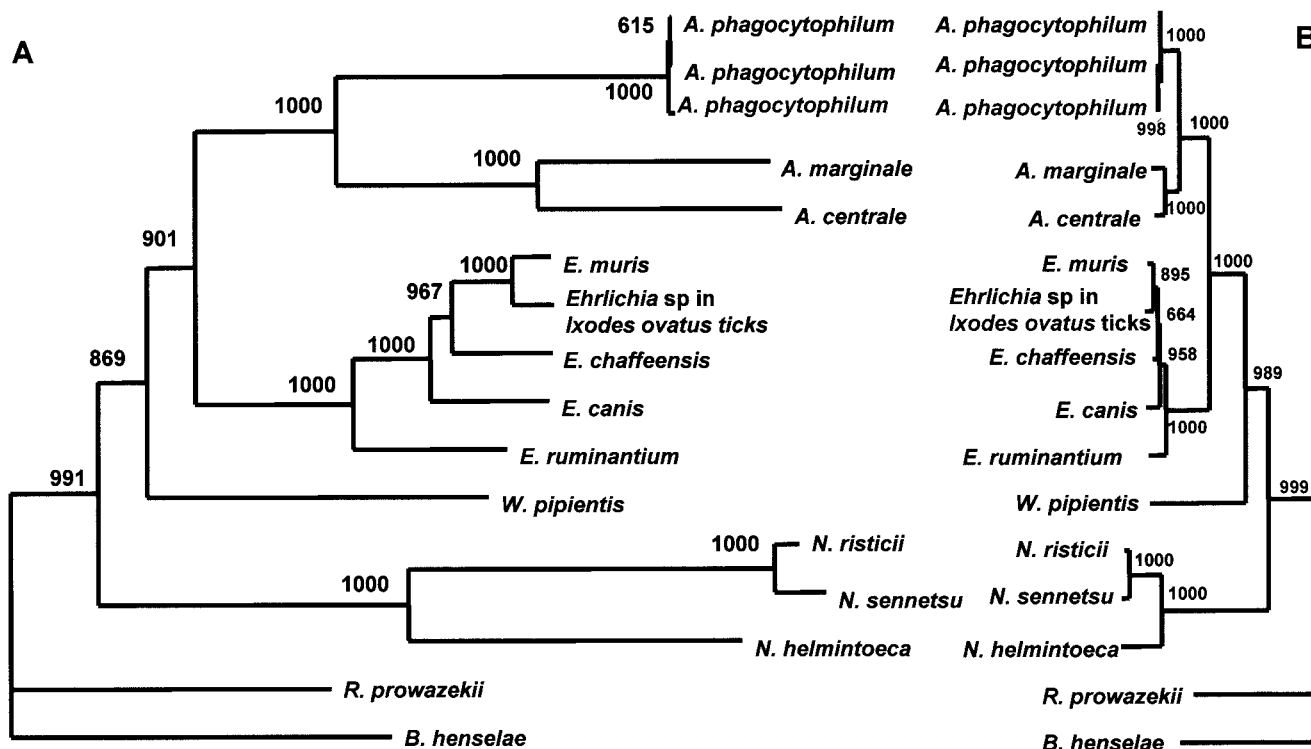 A
B
615
A. phagocytophilum
A. phagocytophilum
1000
A. phagocytophilum
A. phagocytophilum
1000
1000
A. phagocytophilum
A. phagocytophilum
998
1000
1000
A. marginale
A. marginale
A. centrale
A. centrale
1000
901
1000
E. muris
E. muris
895
1000
967
Ehrlichia sp in
Ixodes ovatus ticks
Ehrlichia sp in
Ixodes ovatus ticks
664
869
1000
E. chaffeensis
E. chaffeensis
958
989
1000
E. canis
E. canis
1000
E. ruminantium
E. ruminantium
991
W. pipientis
W. pipientis
999
1000
N. risticii
N. risticii
1000
1000
N. sennetsu
N. sennetsu
1000
N. helmintoeca
N. helmintoeca
R. prowazekii
R. prowazekii
B. henselae
B. henselae